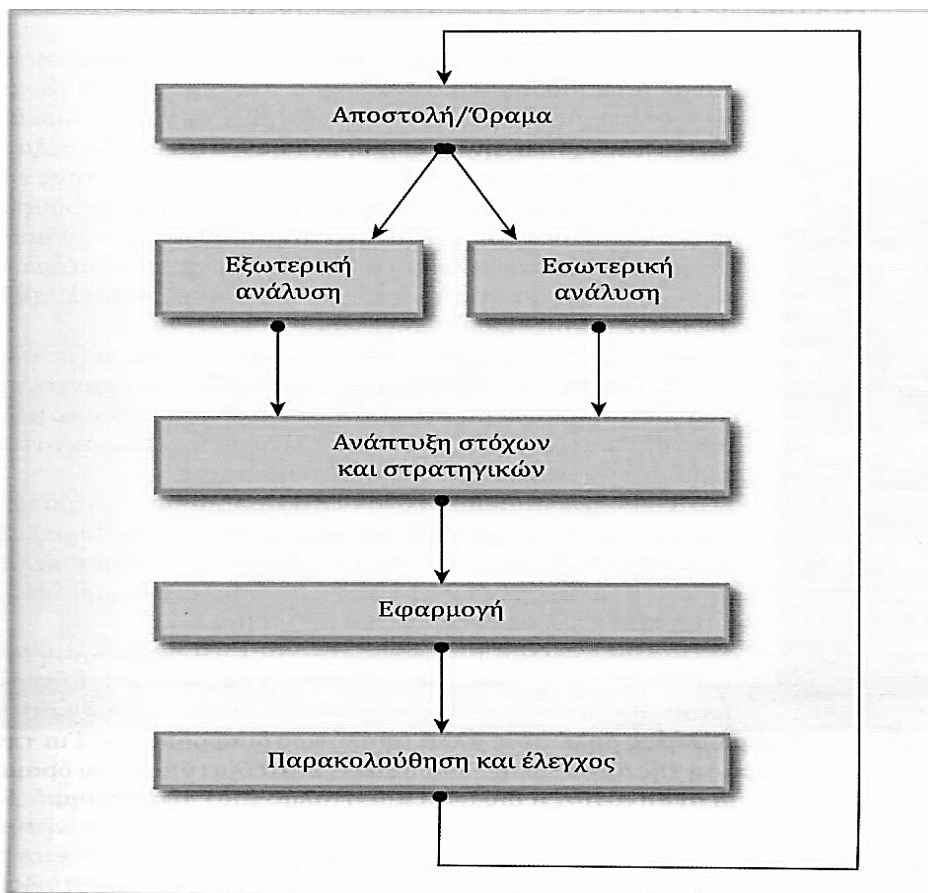 Αποστολή/Όραμα
Εξωτερική
ανάλυση
Εσωτερική
ανάλυση
Ανάπτυξη στόχων
και στρατηγικών
Εφαρμογή
Παρακολούθηση και έλεγχος